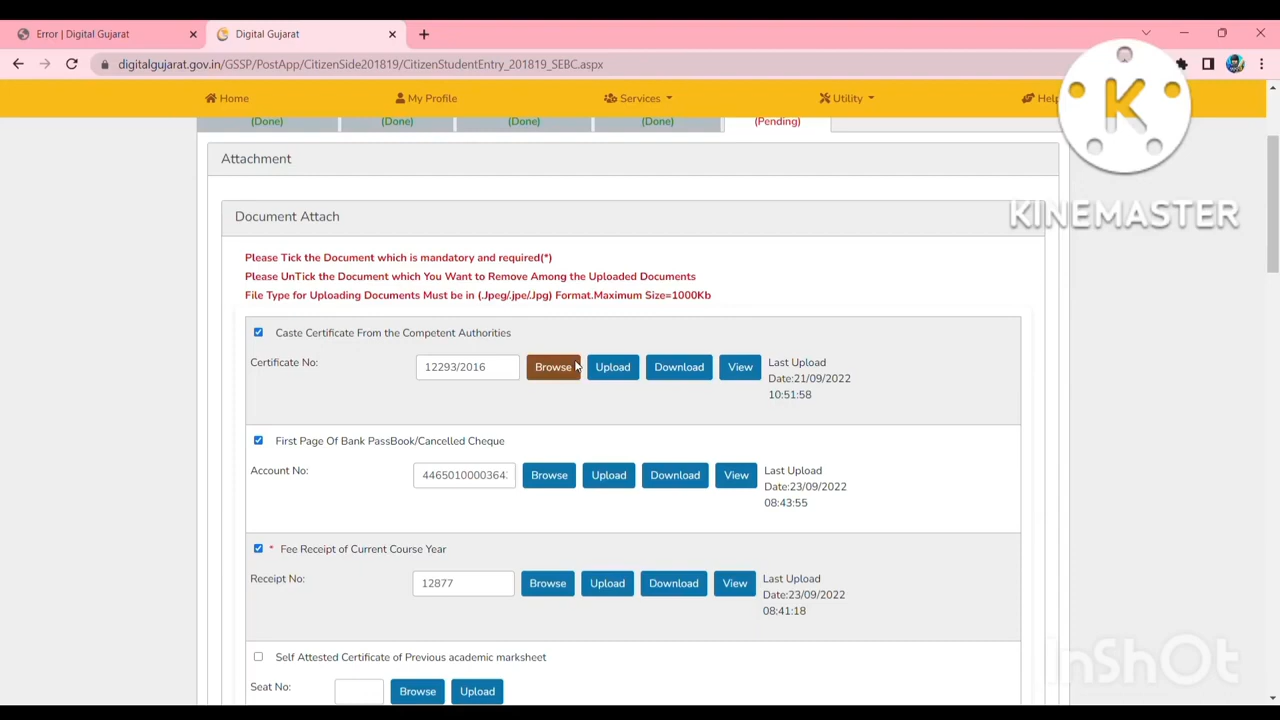 Error | Digital Gujarat
Digital Gujarat
digitalgujarat.gov.in/GSSP/PostApp/CitizenSide201819/CitizenStudentEntry_201819_SEBC.aspx
Home My Profile Services Utility Help
(Done) (Done) (Done) (Done) (Pending)
K
KINEMASTER
Attachment
Document Attach
Please Tick the Document which is mandatory and required(*)
Please UnTick the Document which You Want to Remove Among the Uploaded Documents
File Type for Uploading Documents Must be in (.Jpeg/.jpe/.Jpg) Format.Maximum Size=1000Kb
Caste Certificate From the Competent Authorities
Certificate No: 12293/2016 Browse Upload Download View Last Upload
Date:21/09/2022
10:51:58
First Page Of Bank PassBook/Cancelled Cheque
Account No: 4465010000364 Browse Upload Download View Last Upload
Date:23/09/2022
08:43:55
* Fee Receipt of Current Course Year
Receipt No: 12877 Browse Upload Download View Last Upload
Date:23/09/2022
08:41:18
Self Attested Certificate of Previous academic marksheet
Seat No: Browse Upload
InShOt